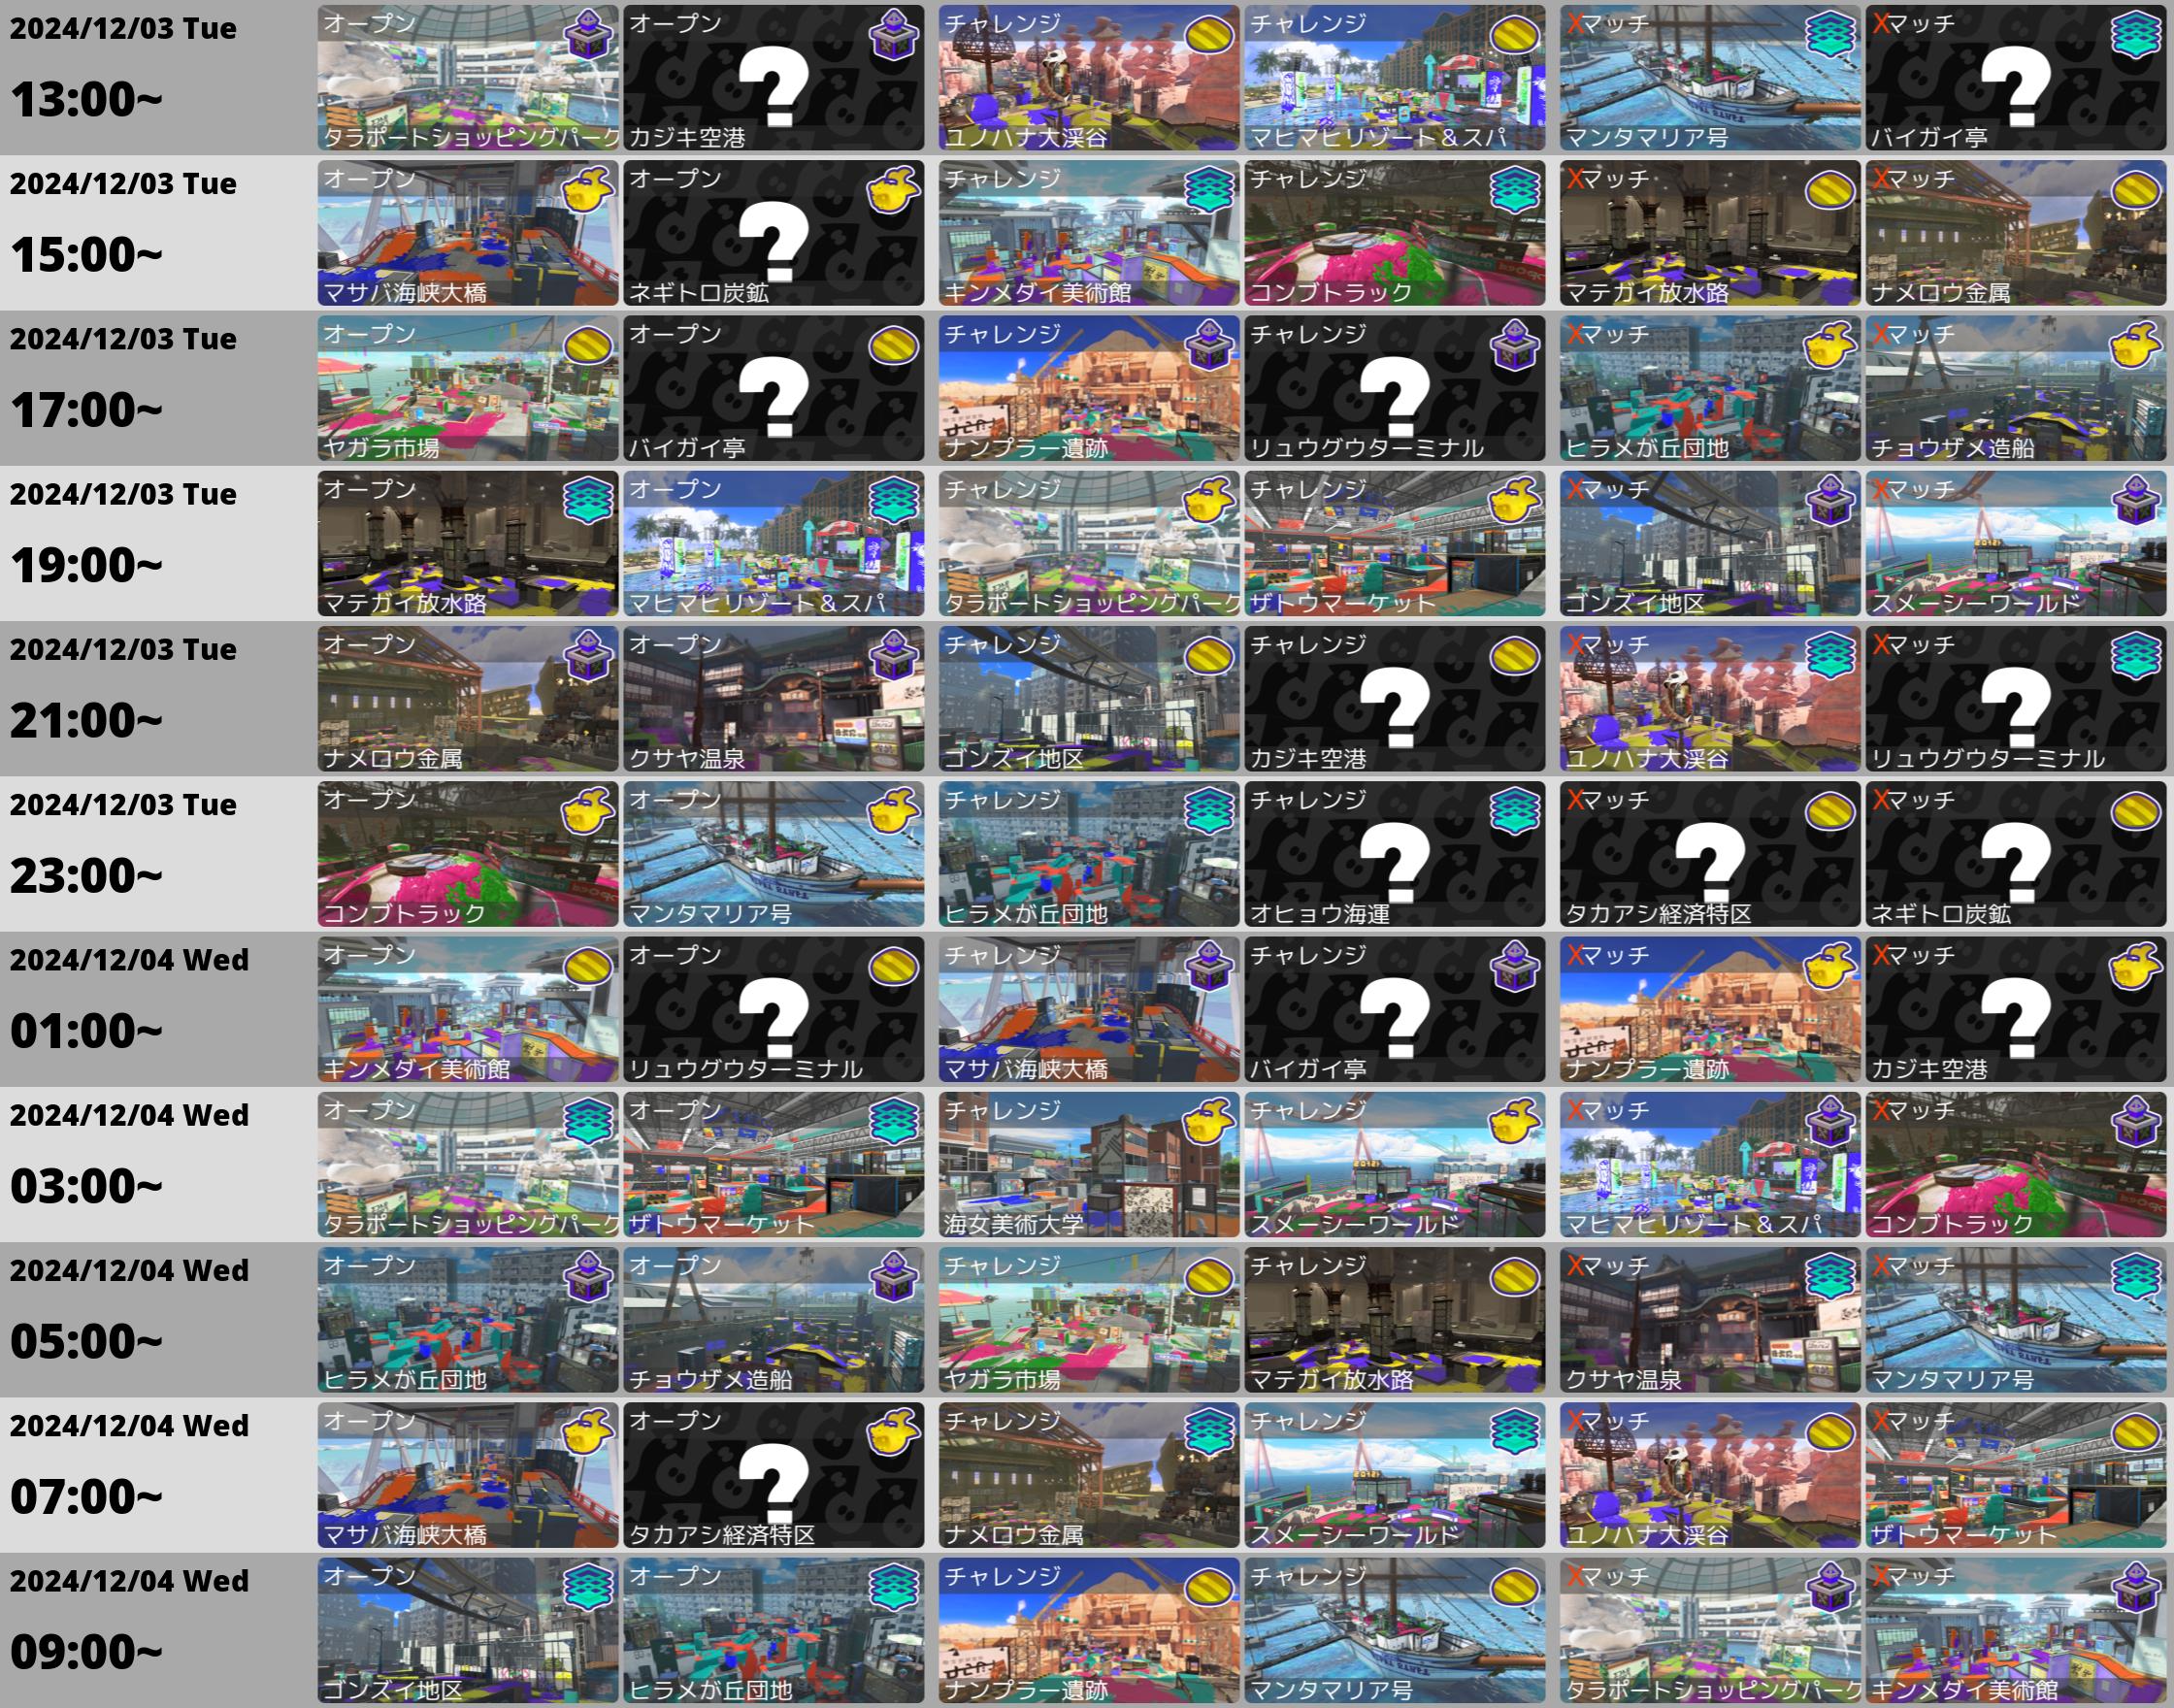 2024/12/03 Tue
13:00~
オープン
タラポートショッピングパーク
オープン
カジキ空港
チャレンジ
ユノハナ大渓谷
チャレンジ
マヒマヒリゾート＆スパ
Xマッチ
マンタマリア号
Xマッチ
バイガイ亭
2024/12/03 Tue
15:00~
オープン
マサバ海峡大橋
オープン
ネギトロ炭鉱
チャレンジ
キンメダイ美術館
チャレンジ
コンブトラック
Xマッチ
マテガイ放水路
Xマッチ
ナメロウ金属
2024/12/03 Tue
17:00~
オープン
ヤガラ市場
オープン
バイガイ亭
チャレンジ
ナンプラー遺跡
チャレンジ
リュウグウターミナル
Xマッチ
ヒラメが丘団地
Xマッチ
チョウザメ造船
2024/12/03 Tue
19:00~
オープン
マテガイ放水路
オープン
マヒマヒリゾート＆スパ
チャレンジ
タラポートショッピングパーク
チャレンジ
ザトウマーケット
Xマッチ
ゴンズイ地区
Xマッチ
スメーシーワールド
2024/12/03 Tue
21:00~
オープン
ナメロウ金属
オープン
クサヤ温泉
チャレンジ
ゴンズイ地区
チャレンジ
カジキ空港
Xマッチ
ユノハナ大渓谷
Xマッチ
リュウグウターミナル
2024/12/03 Tue
23:00~
オープン
コンブトラック
オープン
マンタマリア号
チャレンジ
ヒラメが丘団地
チャレンジ
オヒョウ海運
Xマッチ
タカアシ経済特区
Xマッチ
ネギトロ炭鉱
2024/12/04 Wed
01:00~
オープン
キンメダイ美術館
オープン
リュウグウターミナル
チャレンジ
マサバ海峡大橋
チャレンジ
バイガイ亭
Xマッチ
ナンプラー遺跡
Xマッチ
カジキ空港
2024/12/04 Wed
03:00~
オープン
タラポートショッピングパーク
オープン
ザトウマーケット
チャレンジ
海女美術大学
チャレンジ
スメーシーワールド
Xマッチ
マヒマヒリゾート＆スパ
Xマッチ
コンブトラック
2024/12/04 Wed
05:00~
オープン
ヒラメが丘団地
オープン
チョウザメ造船
チャレンジ
ヤガラ市場
チャレンジ
マテガイ放水路
Xマッチ
クサヤ温泉
Xマッチ
マンタマリア号
2024/12/04 Wed
07:00~
オープン
マサバ海峡大橋
オープン
タカアシ経済特区
チャレンジ
ナメロウ金属
チャレンジ
スメーシーワールド
Xマッチ
ユノハナ大渓谷
Xマッチ
ザトウマーケット
2024/12/04 Wed
09:00~
オープン
ゴンズイ地区
オープン
ヒラメが丘団地
チャレンジ
ナンプラー遺跡
チャレンジ
マンタマリア号
Xマッチ
タラポートショッピングパーク
Xマッチ
キンメダイ美術館